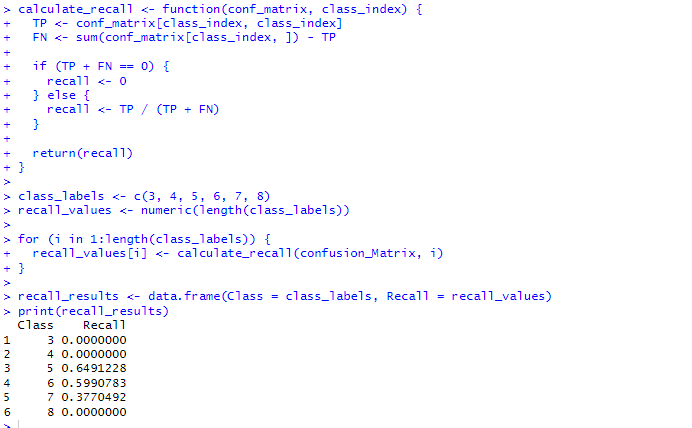 > calculate_recall <- function(conf_matrix, class_index) {
+   TP <- conf_matrix[class_index, class_index]
+   FN <- sum(conf_matrix[class_index, ]) - TP
+
+   if (TP + FN == 0) {
+     recall <- 0
+   } else {
+     recall <- TP / (TP + FN)
+   }
+
+   return(recall)
+ }
>
> class_labels <- c(3, 4, 5, 6, 7, 8)
> recall_values <- numeric(length(class_labels))
>
> for (i in 1:length(class_labels)) {
+   recall_values[i] <- calculate_recall(confusion_Matrix, i)
+ }
>
> recall_results <- data.frame(Class = class_labels, Recall = recall_values)
> print(recall_results)
  Class    Recall
1     3 0.0000000
2     4 0.0000000
3     5 0.6491228
4     6 0.5990783
5     7 0.3770492
6     8 0.0000000
>